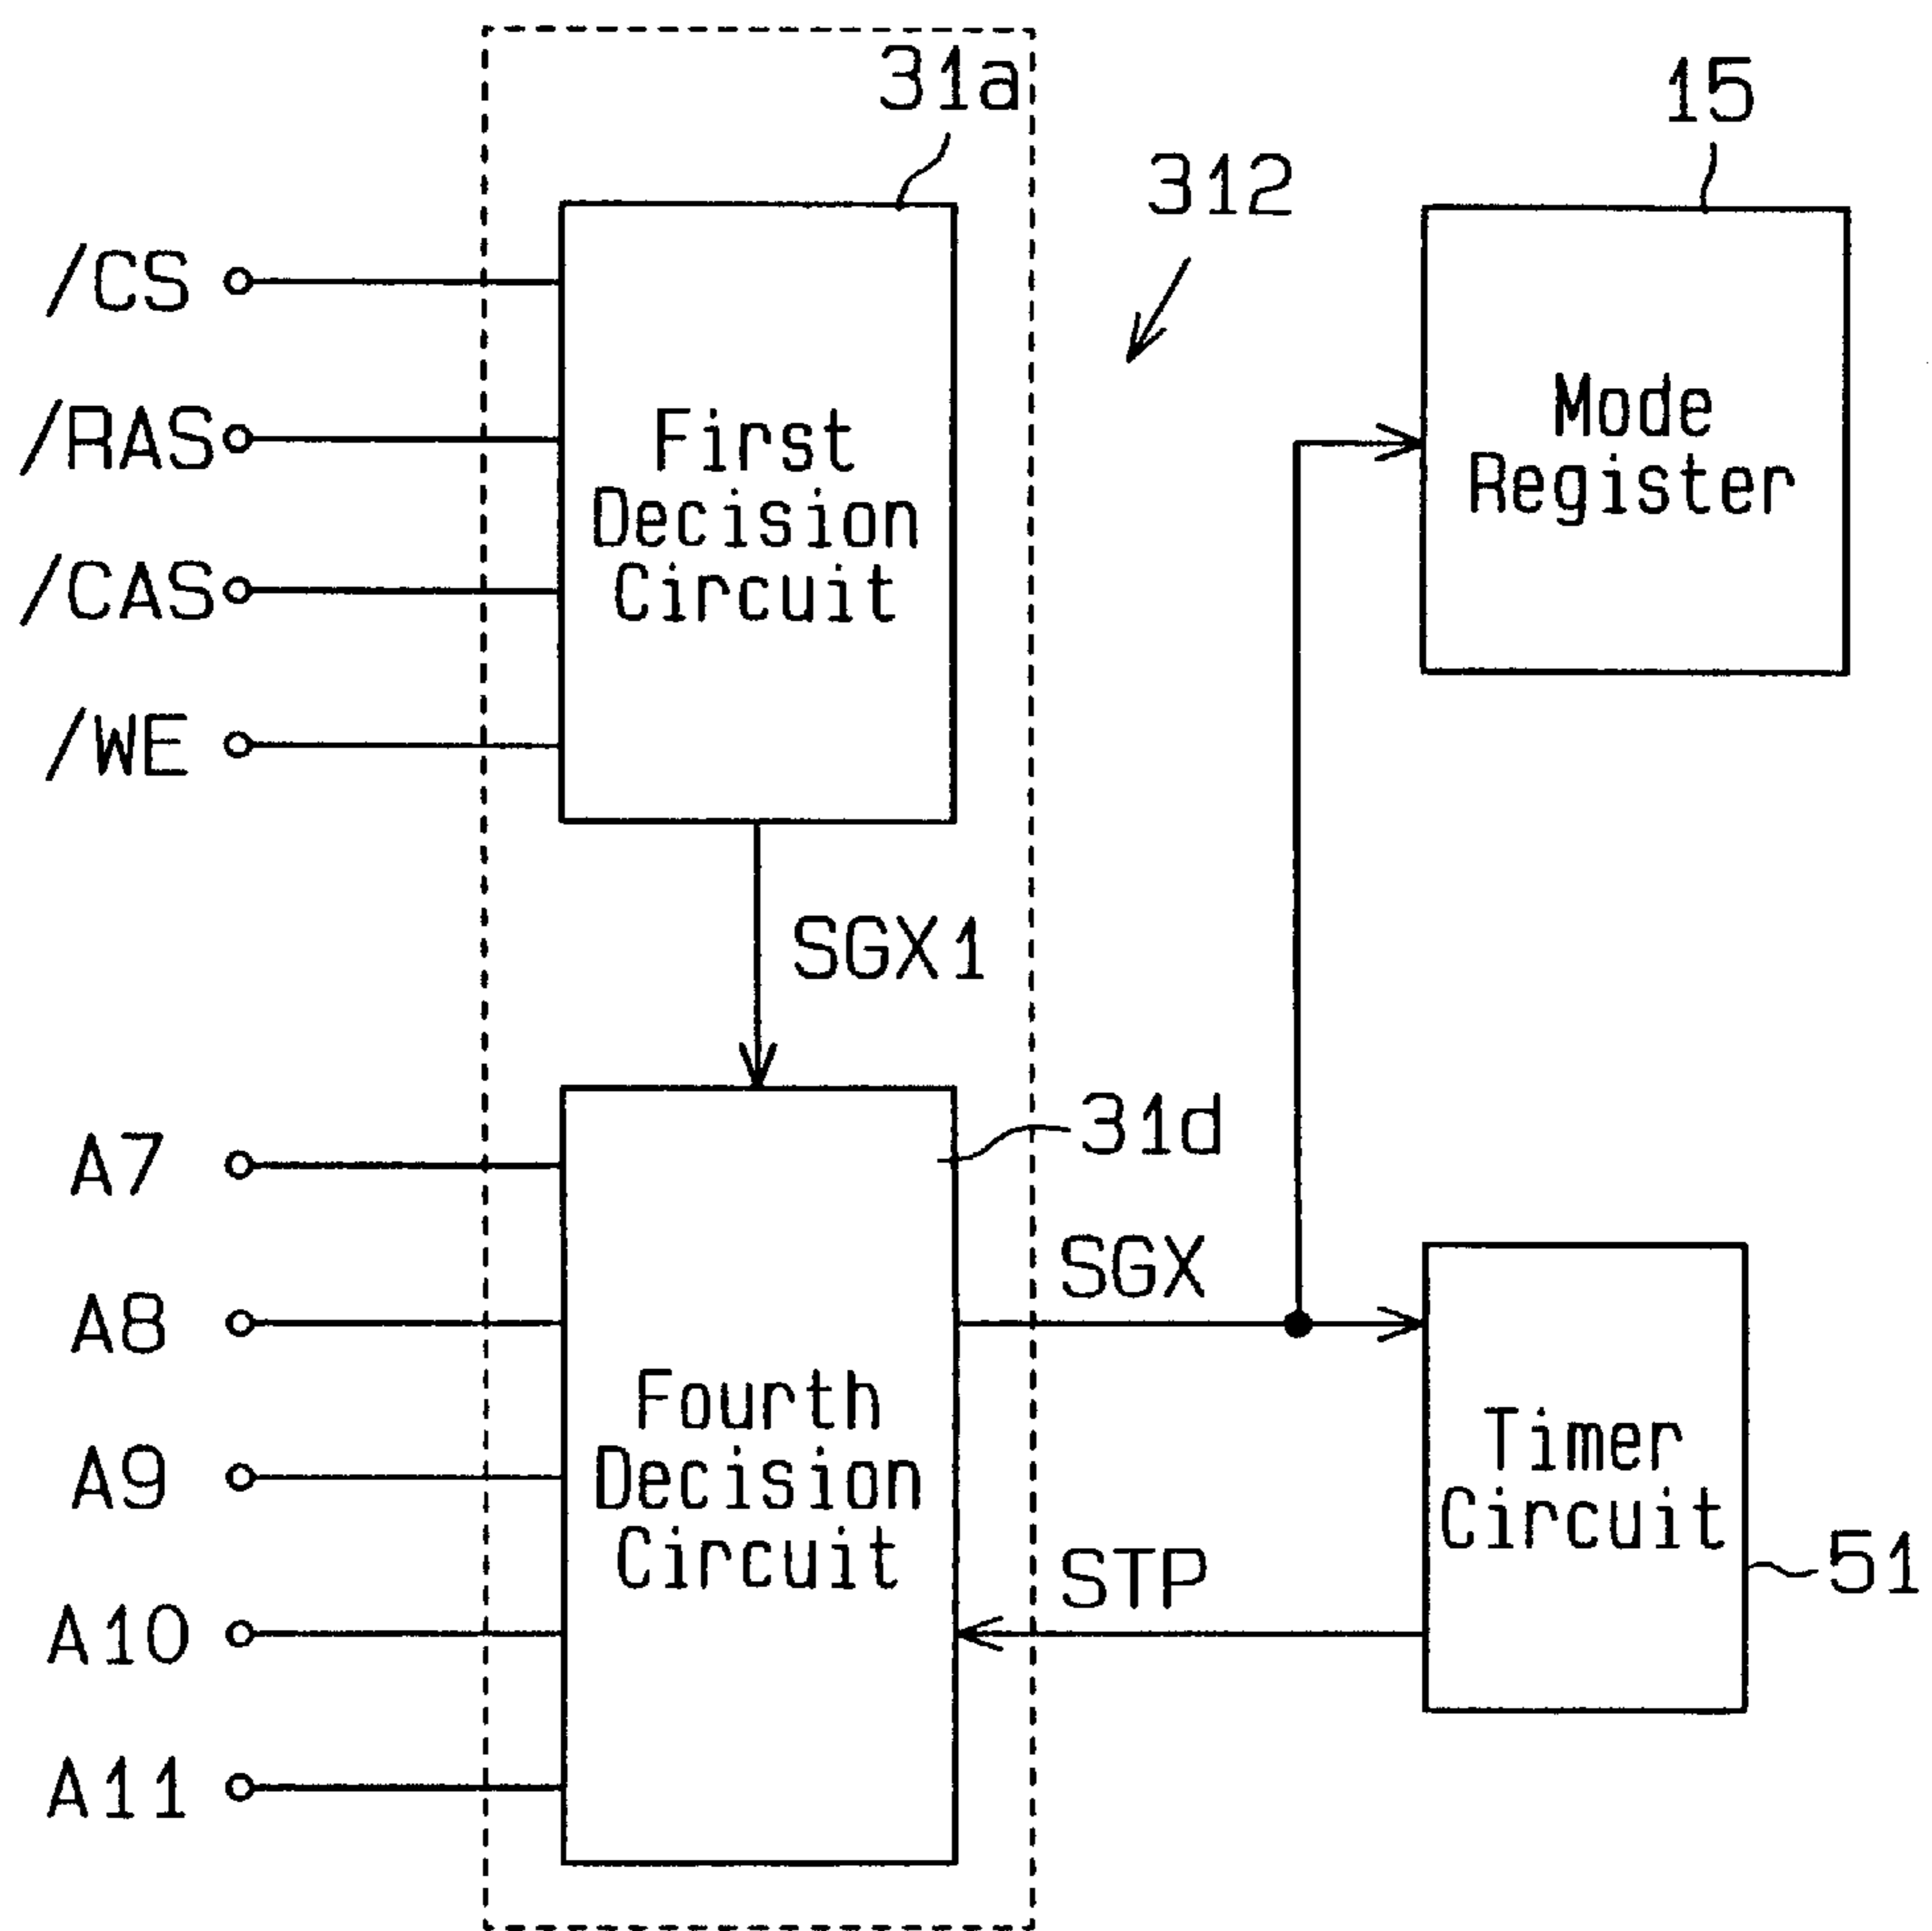 31a
15
312
/CS
/RAS
/CAS
/WE
First
Decision
Circuit
Mode
Register
SGX1
A7
A8
A9
A10
A11
31d
SGX
Fourth
Decision
Circuit
STP
Timer
Circuit
51